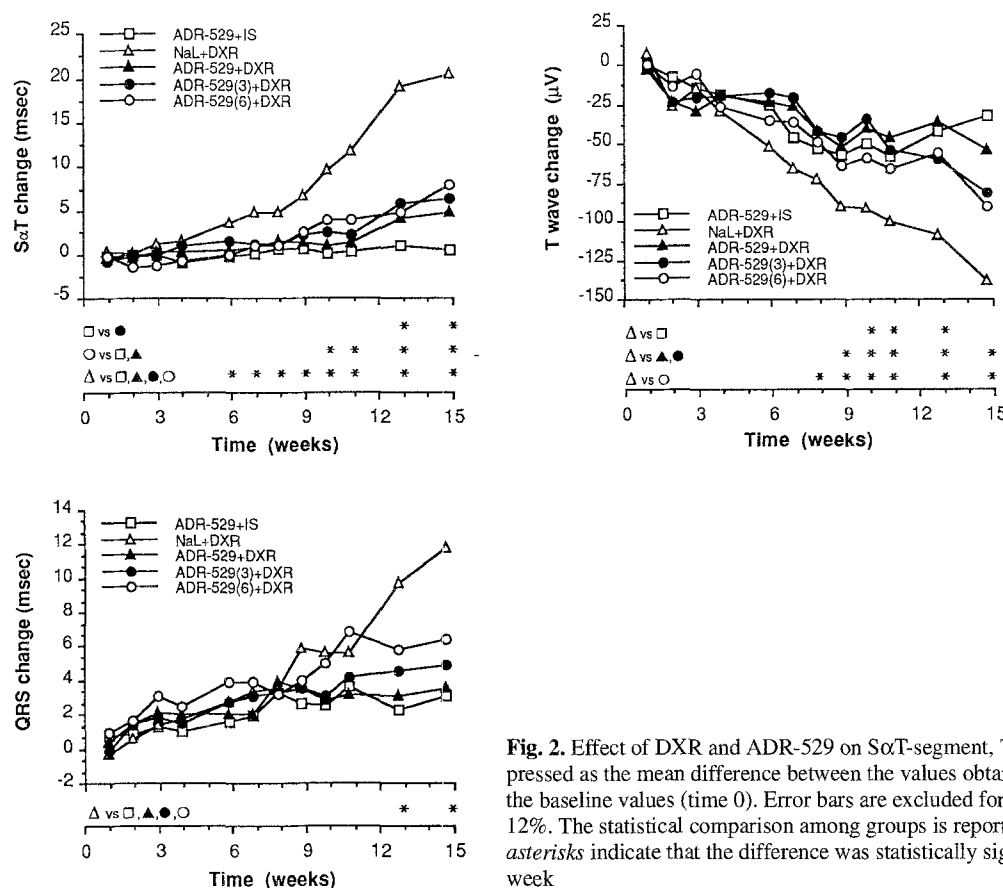 25
20
15
10
5
0
-5
SαT change (msec)
ADR-529+IS
NaL+DXR
ADR-529+DXR
ADR-529(3)+DXR
ADR-529(6)+DXR
□ vs ●
○ vs □,▲
△ vs □,▲,●,○
* *
* * * *
* * * * * * * *
0 3 6 9 12 15
Time (weeks)
25
0
-25
-50
-75
-100
-125
-150
T wave change (µV)
ADR-529+IS
NaL+DXR
ADR-529+DXR
ADR-529(3)+DXR
ADR-529(6)+DXR
△ vs □
△ vs ▲,●
△ vs ○
* * *
* * * * *
* * * * * *
0 3 6 9 12 15
Time (weeks)
14
12
10
8
6
4
2
0
-2
QRS change (msec)
ADR-529+IS
NaL+DXR
ADR-529+DXR
ADR-529(3)+DXR
ADR-529(6)+DXR
△ vs □,▲,●,○
* *
0 3 6 9 12 15
Time (weeks)
Fig. 2. Effect of DXR and ADR-529 on SαT-segment,
pressed as the mean difference between the values obtai
the baseline values (time 0). Error bars are excluded for
12%. The statistical comparison among groups is repor
asterisks indicate that the difference was statistically sig
week